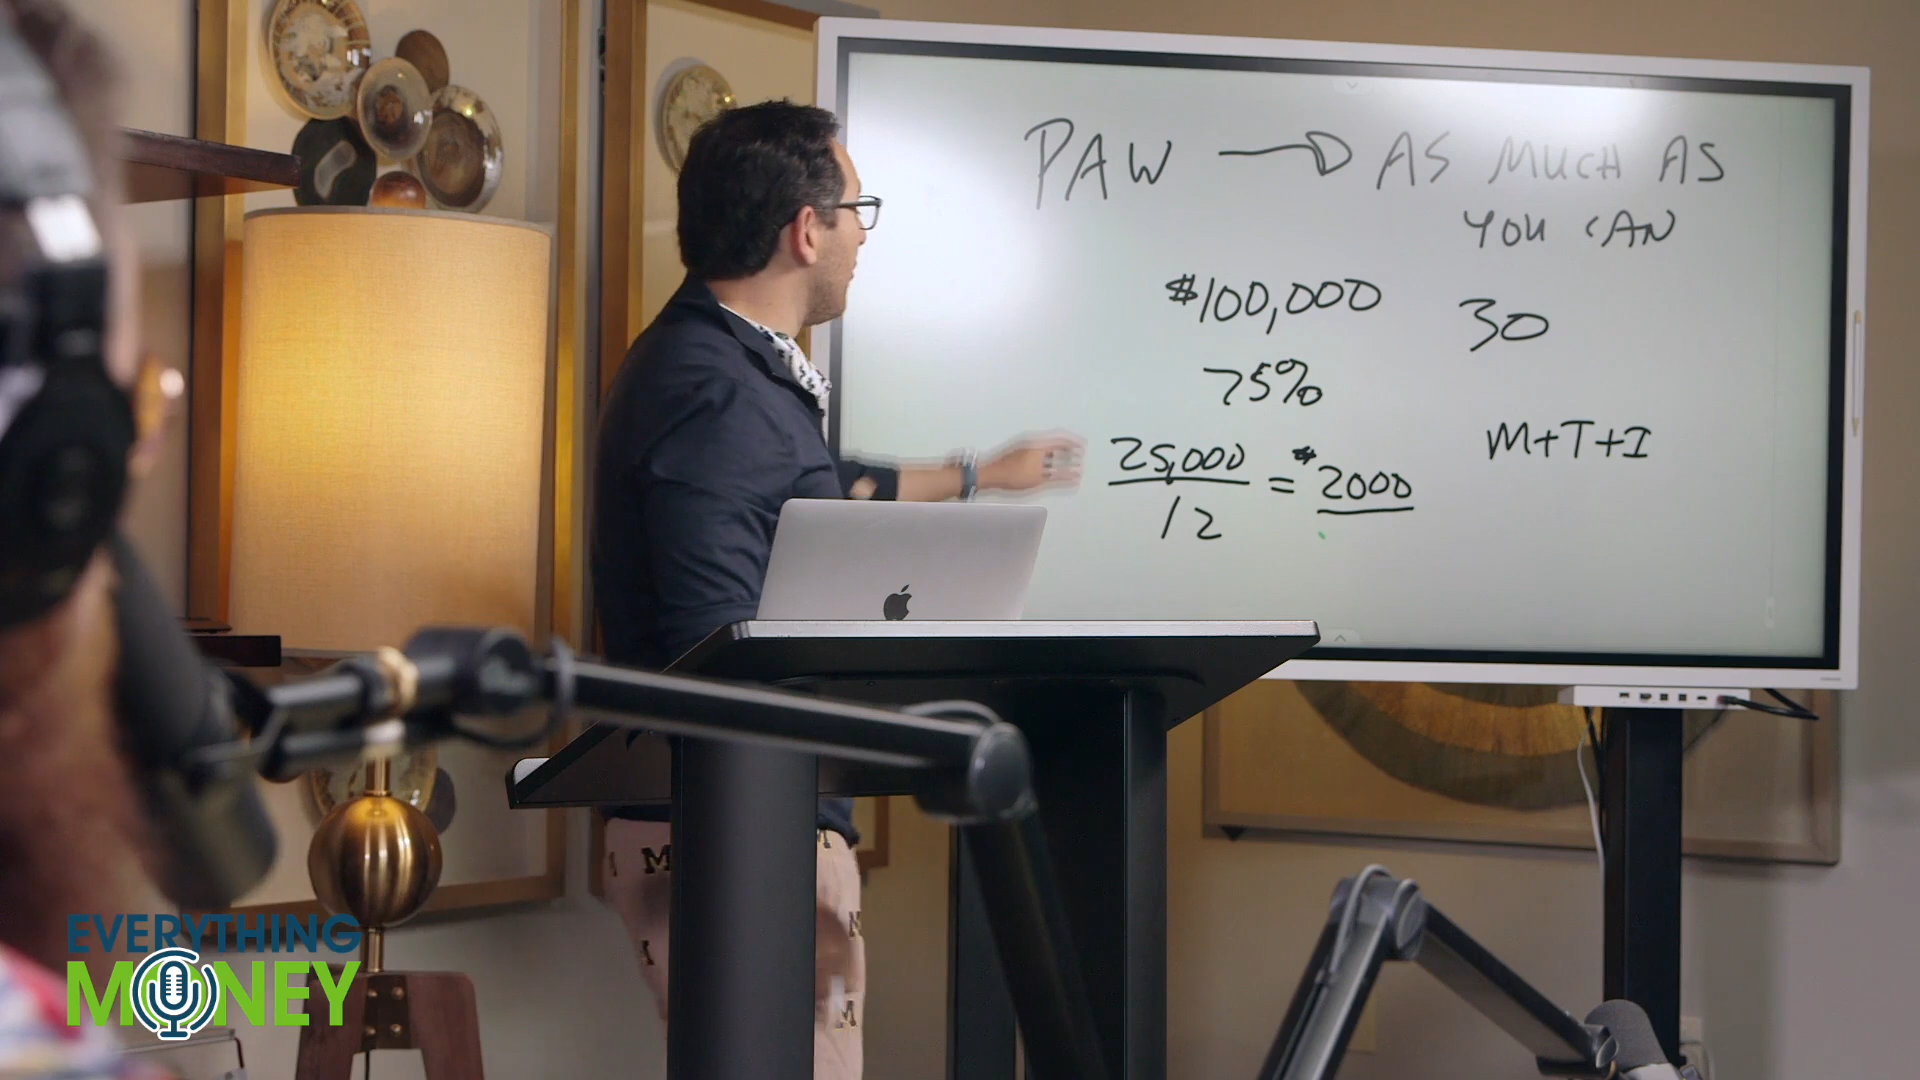 PAW → AS MUCH AS
YOU CAN
$100,000 30
75%
25,000
12
= $2000
M+T+I
EVERYTHING
MONEY